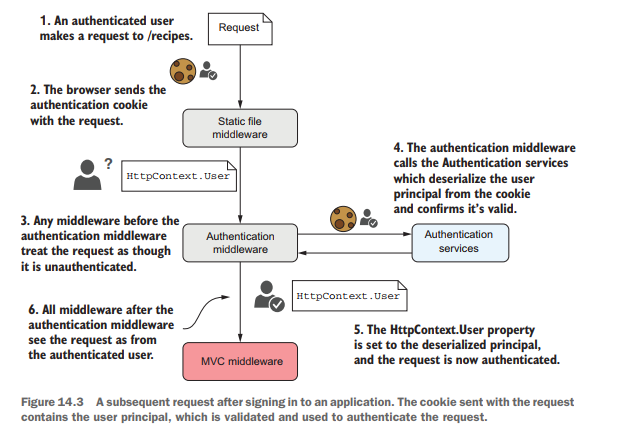 1. An authenticated user
makes a request to /recipes.
Request
2. The browser sends the
authentication cookie
with the request.
Static file
middleware
?
HttpContext.User
4. The authentication middleware
calls the Authentication services
which deserialize the user
principal from the cookie
and confirms it's valid.
3. Any middleware before the
authentication middleware
treat the request as though
it is unauthenticated.
Authentication
middleware
Authentication
services
HttpContext.User
6. All middleware after the
authentication middleware
see the request as from
the authenticated user.
5. The HttpContext.User property
is set to the deserialized principal,
and the request is now authenticated.
MVC middleware
Figure 14.3 A subsequent request after signing in to an application. The cookie sent with the request
contains the user principal, which is validated and used to authenticate the request.